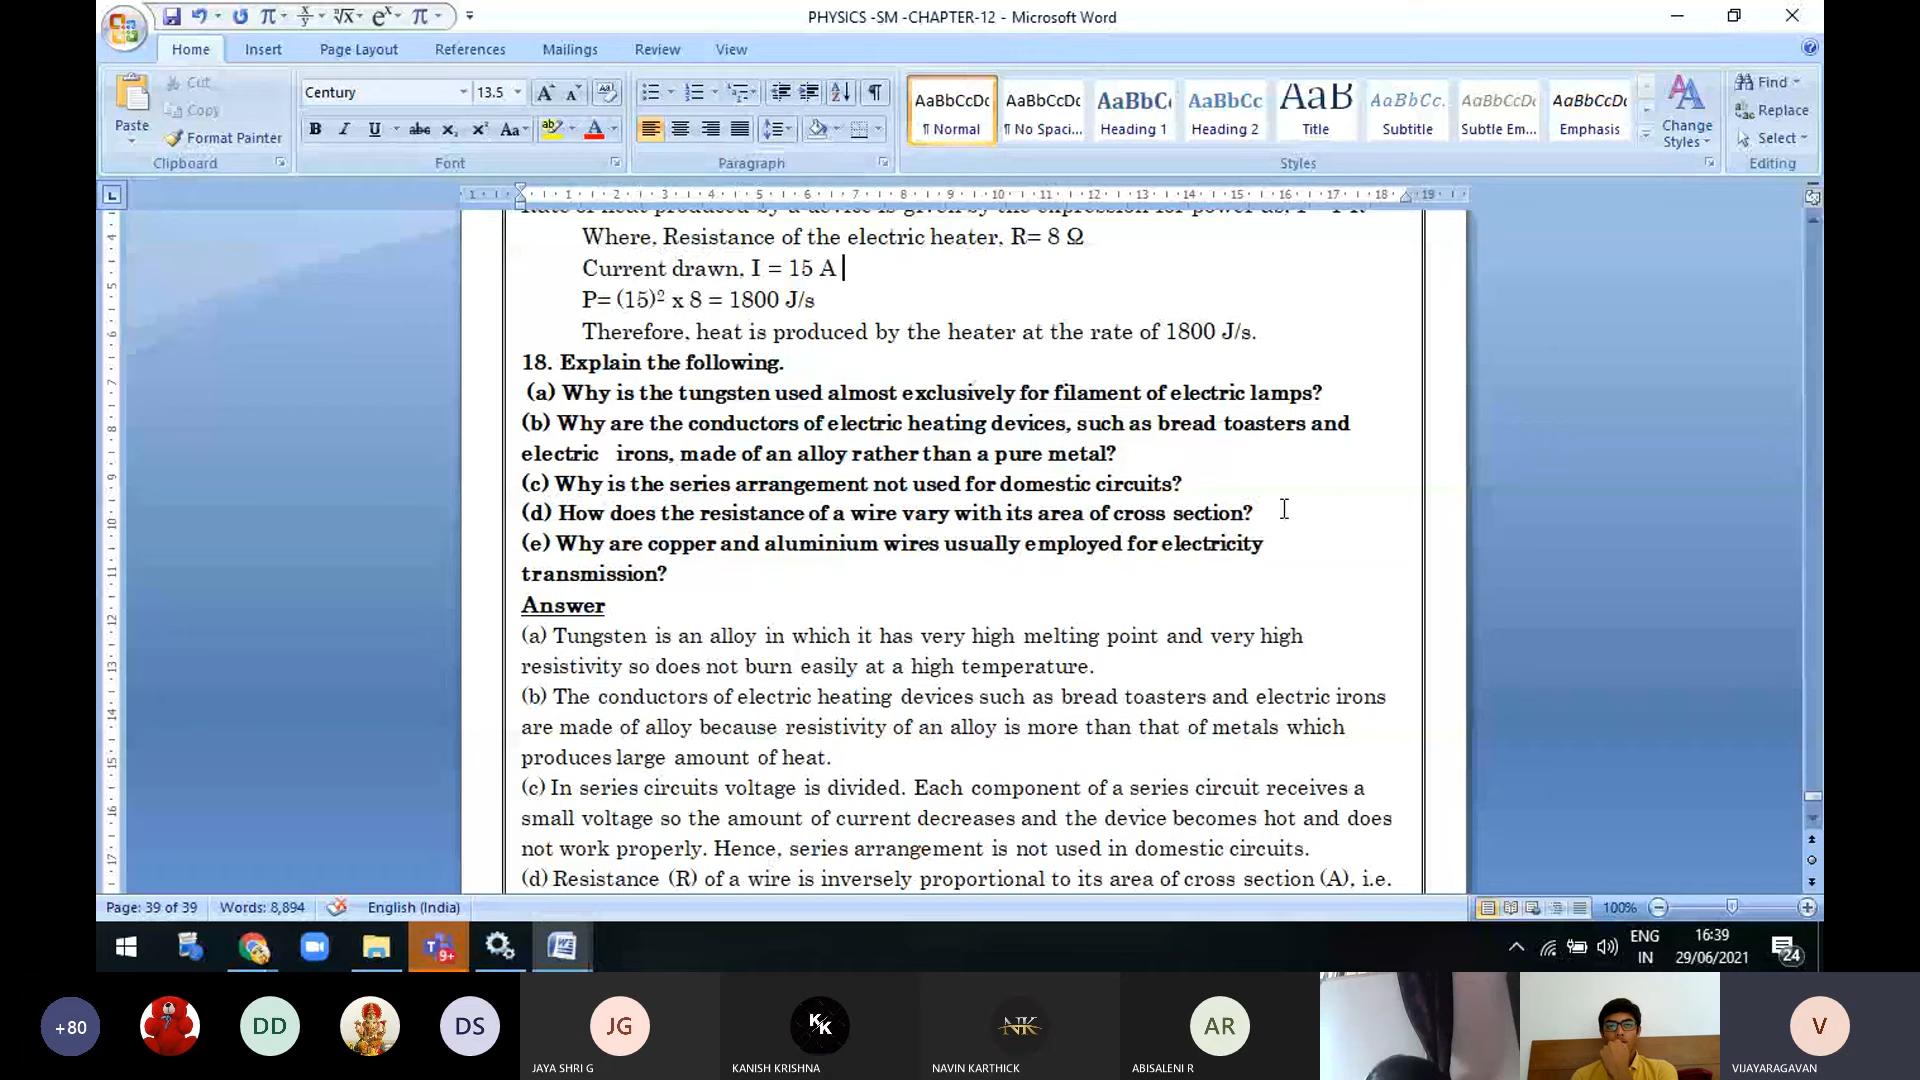 PHYSICS -SM -CHAPTER-12 - Microsoft Word
Home Insert Page Layout References Mailings Review View
Paste
Cut
Copy
Format Painter
Clipboard
Century 13.5
Font
Paragraph
AaBbCcDc AaBbCcDc AaBbC AaBbCc AaB AaBbCc. AaBbCcDc AaBbCcDc
¶ Normal ¶ No Spaci... Heading 1 Heading 2 Title Subtitle Subtle Em... Emphasis
Change Styles
Styles
Find
Replace
Select
Editing
Where, Resistance of the electric heater, R= 8 Ω
Current drawn, I = 15 A
P= (15)² x 8 = 1800 J/s
Therefore, heat is produced by the heater at the rate of 1800 J/s.
18. Explain the following.
(a) Why is the tungsten used almost exclusively for filament of electric lamps?
(b) Why are the conductors of electric heating devices, such as bread toasters and
electric irons, made of an alloy rather than a pure metal?
(c) Why is the series arrangement not used for domestic circuits?
(d) How does the resistance of a wire vary with its area of cross section?
(e) Why are copper and aluminium wires usually employed for electricity
transmission?
Answer
(a) Tungsten is an alloy in which it has very high melting point and very high
resistivity so does not burn easily at a high temperature.
(b) The conductors of electric heating devices such as bread toasters and electric irons
are made of alloy because resistivity of an alloy is more than that of metals which
produces large amount of heat.
(c) In series circuits voltage is divided. Each component of a series circuit receives a
small voltage so the amount of current decreases and the device becomes hot and does
not work properly. Hence, series arrangement is not used in domestic circuits.
(d) Resistance (R) of a wire is inversely proportional to its area of cross section (A), i.e.
Page: 39 of 39 Words: 8,894 English (India) 100%
ENG
IN
16:39
29/06/2021
24
9+
+80 DD DS JG KK NK AR V
JAYA SHRI G KANISH KRISHNA NAVIN KARTHICK ABISALENI R VIJAYARAGAVAN